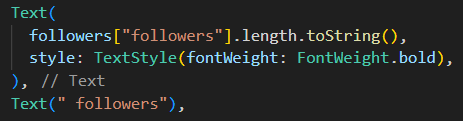 Text(
  followers["followers"].length.toString(),
  style: TextStyle(fontWeight: FontWeight.bold),
), // Text
Text(" followers"),